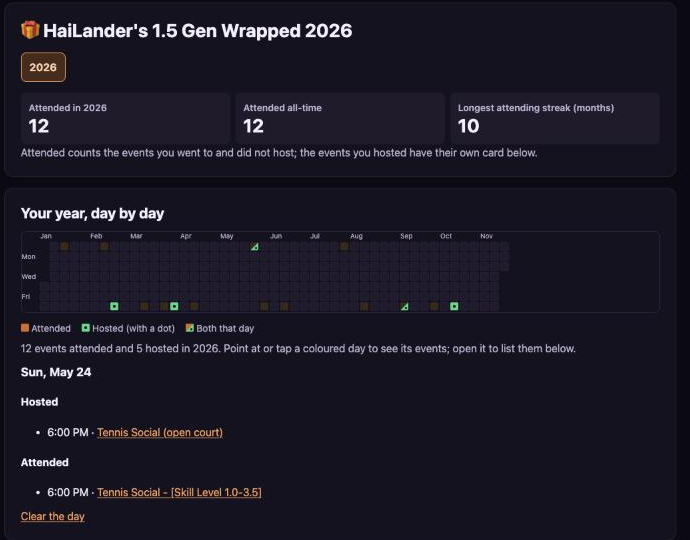 HaiLander's 1.5 Gen Wrapped 2026
2026
Attended in 2026
12
Attended all-time
12
Longest attending streak (months)
10
Attended counts the events you went to and did not host; the events you hosted have their own card below.
Your year, day by day
Jan Feb Mar Apr May Jun Jul Aug Sep Oct Nov
Mon
Wed
Fri
Attended Hosted (with a dot) Both that day
12 events attended and 5 hosted in 2026. Point at or tap a coloured day to see its events; open it to list them below.
Sun, May 24
Hosted
• 6:00 PM · Tennis Social (open court)
Attended
• 6:00 PM · Tennis Social - [Skill Level 1.0-3.5]
Clear the day